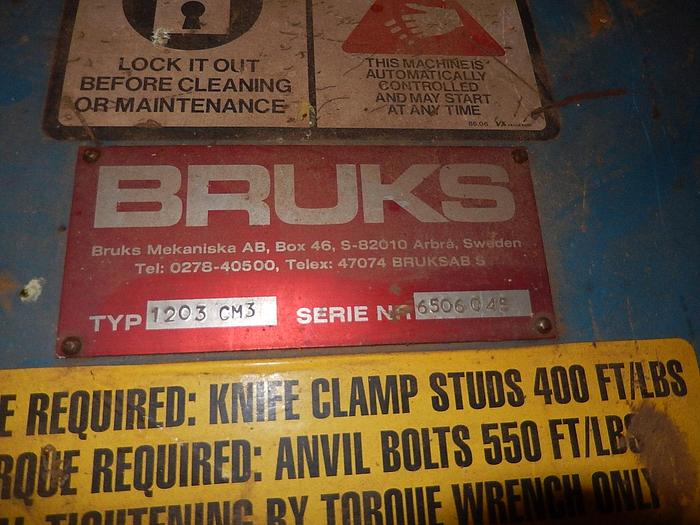 LOCK IT OUT
BEFORE CLEANING
OR MAINTENANCE
THIS MACHINE IS
AUTOMATICALLY
CONTROLLED
AND MAY START
AT ANY TIME
BRUKS
Bruks Mekaniska AB, Box 46, S-82010 Arbrå, Sweden
Tel: 0278-40500, Telex: 47074 BRUKSAB S
TYP 1203 CM3 SERIE NR
E REQUIRED: KNIFE CLAMP STUDS 400 FT/LBS
RQUE REQUIRED: ANVIL BOLTS 550 FT/LBS
TIGHTENING BY TORQUE WRENCH ONLY